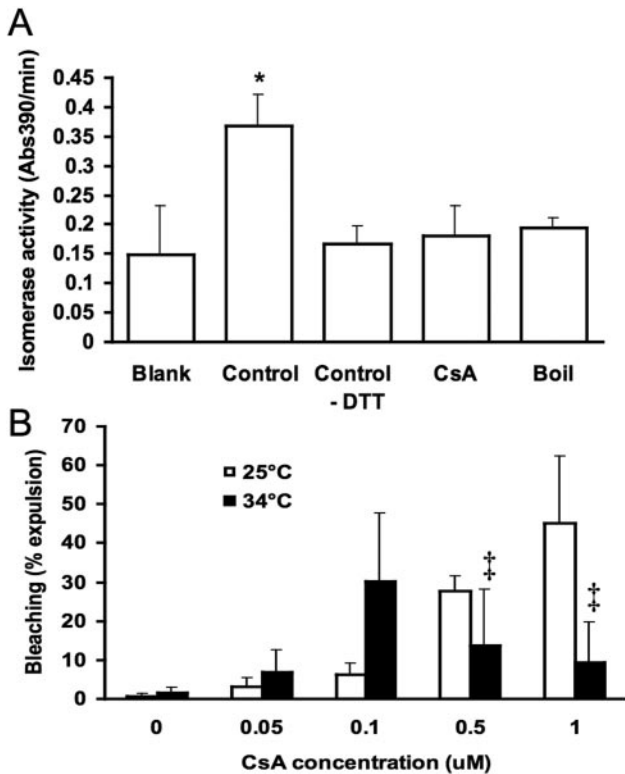 A
Isomerase activity (Abs390/min)
0.45
0.4
0.35
0.3
0.25
0.2
0.15
0.1
0.05
0
*
Blank
Control
Control
- DTT
CsA
Boil
B
Bleaching (% expulsion)
70
60
50
40
30
20
10
0
25°C
34°C
‡
‡
0
0.05
0.1
0.5
1
CsA concentration (uM)